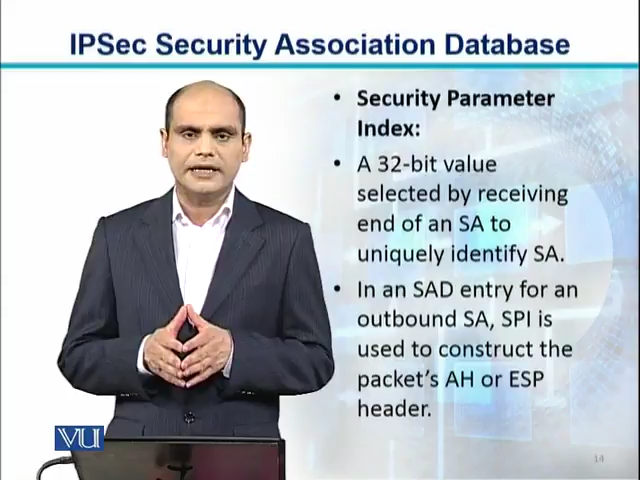 IPSec Security Association Database
• Security Parameter
Index:
• A 32-bit value
selected by receiving
end of an SA to
uniquely identify SA.
• In an SAD entry for an
outbound SA, SPI is
used to construct the
packet's AH or ESP
header.
VU
14